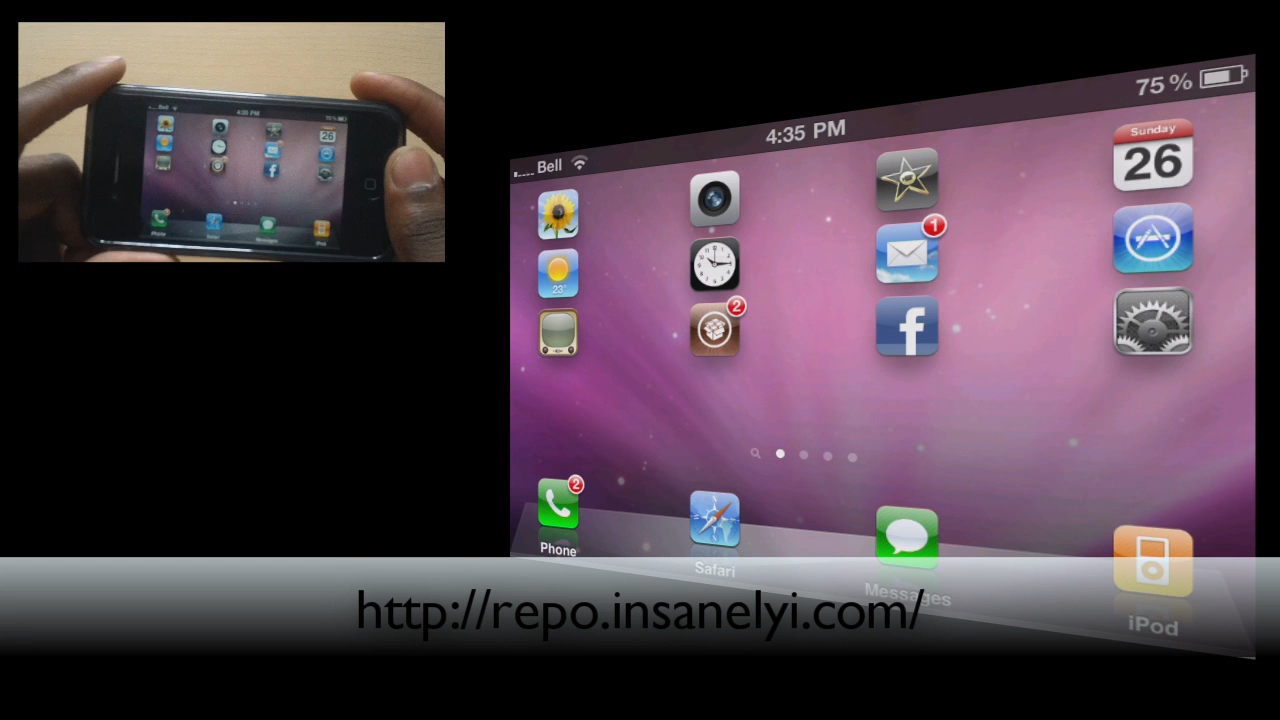 Bell
4:35 PM
75 %
Sunday
26
1
23°
2
2
Phone
Safari
Messages
iPod
http://repo.insanelyi.com/